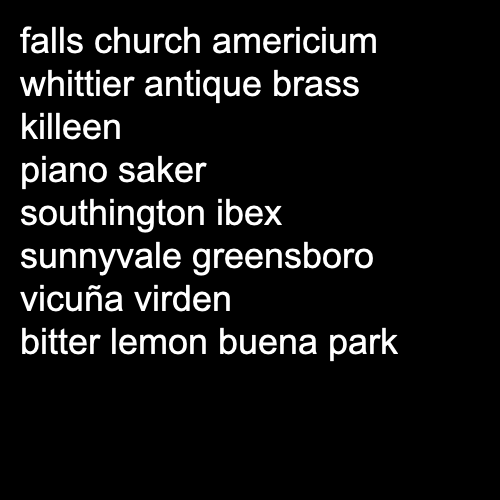 falls church americium
whittier antique brass
killeen
piano saker
southington ibex
sunnyvale greensboro
vicuña virden
bitter lemon buena park